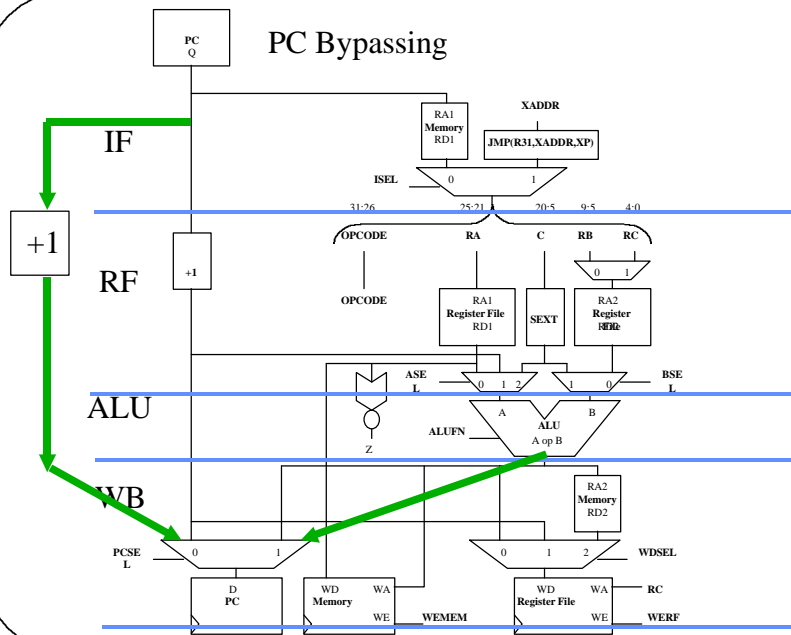 PC
Q
PC Bypassing
IF
RA1
Memory
RD1
XADDR
JMP(R31,XADDR,XP)
ISEL
0 1
31:26 25:21 20:5 9:5 4:0
+1
OPCODE RA C RB RC
RF
+1
0 1
OPCODE
RA1
Register File
RD1
SEXT
RA2
Register
File
RD2
ASE
L
0 1 2
1 0
BSE
L
ALU
A B
ALU
A op B
ALUFN
Z
WB
RA2
Memory
RD2
PCSE
L
0 1
0 1 2
WDSEL
D
PC
WD WA
Memory
WE
WEMEM
WD WA
Register File
WE
RC
WERF